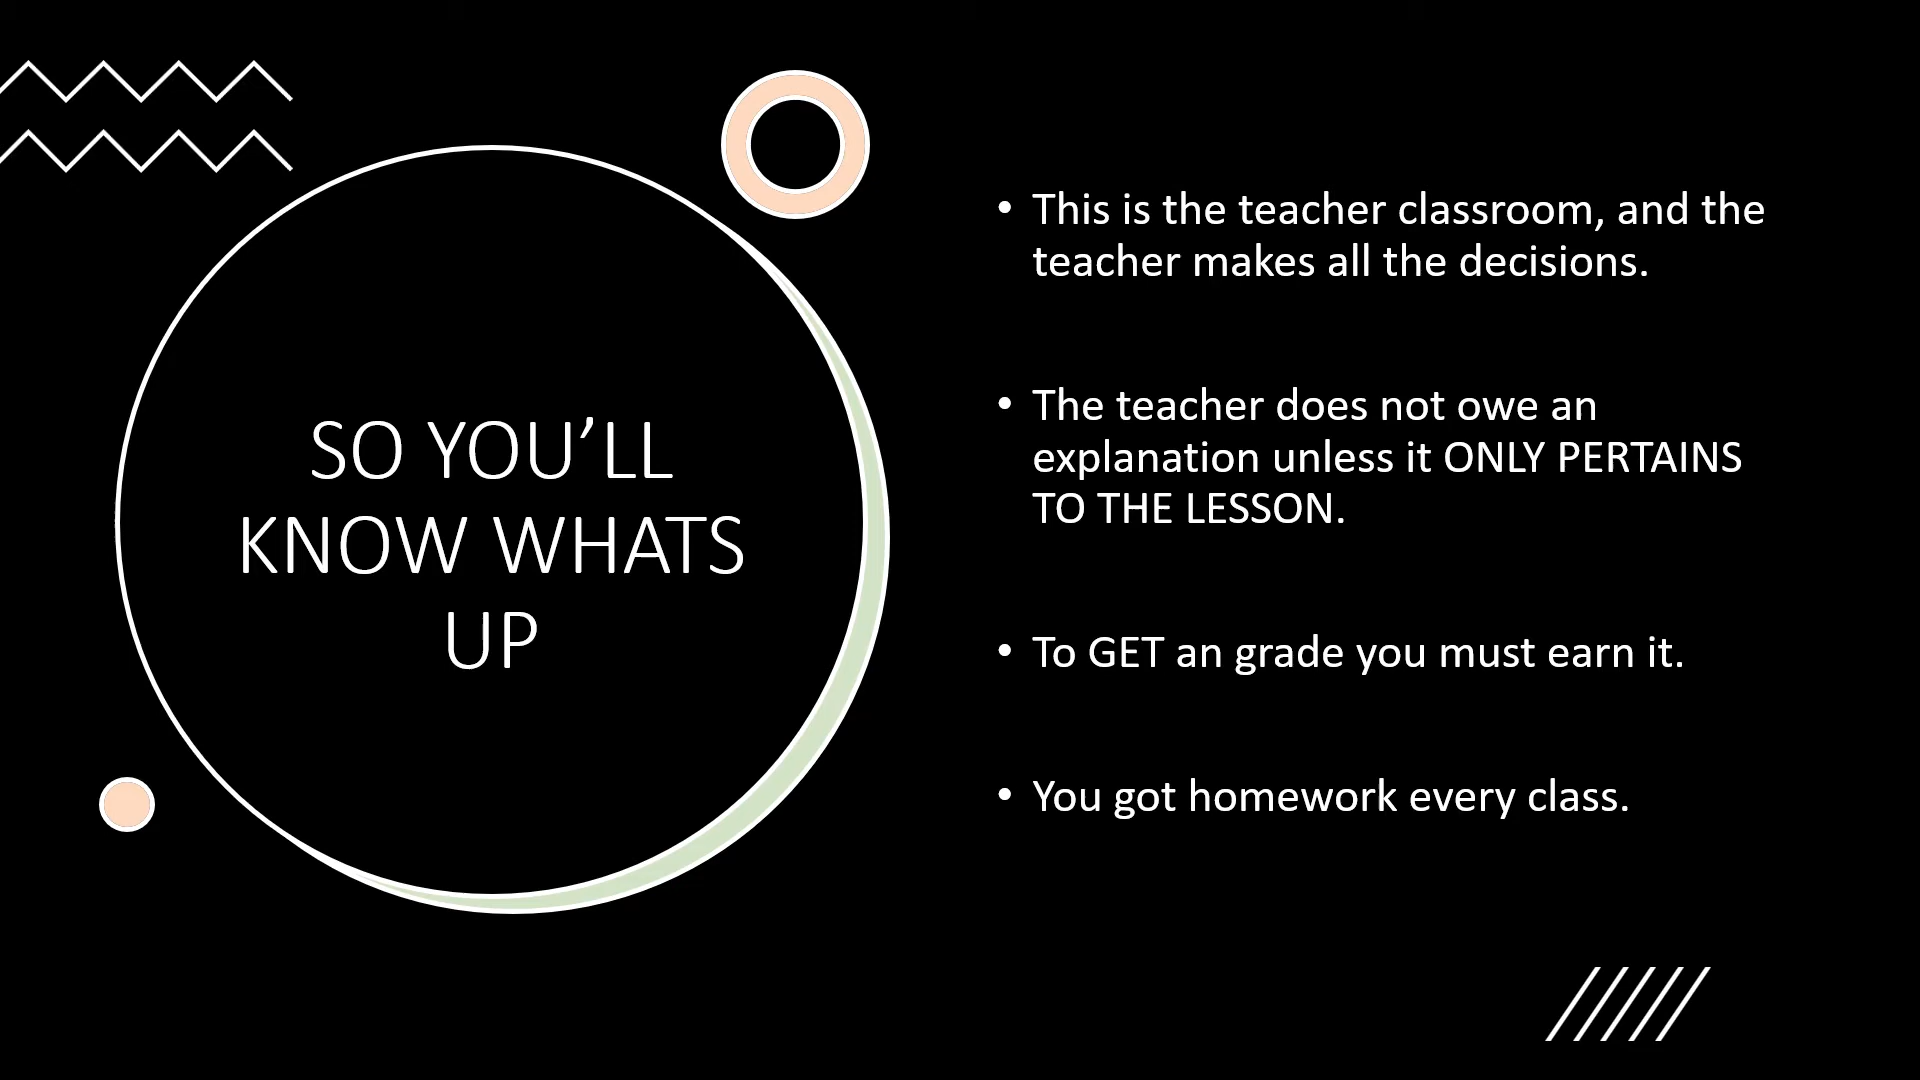 SO YOU’LL
KNOW WHATS
UP
• This is the teacher classroom, and the
teacher makes all the decisions.
• The teacher does not owe an
explanation unless it ONLY PERTAINS
TO THE LESSON.
• To GET an grade you must earn it.
• You got homework every class.